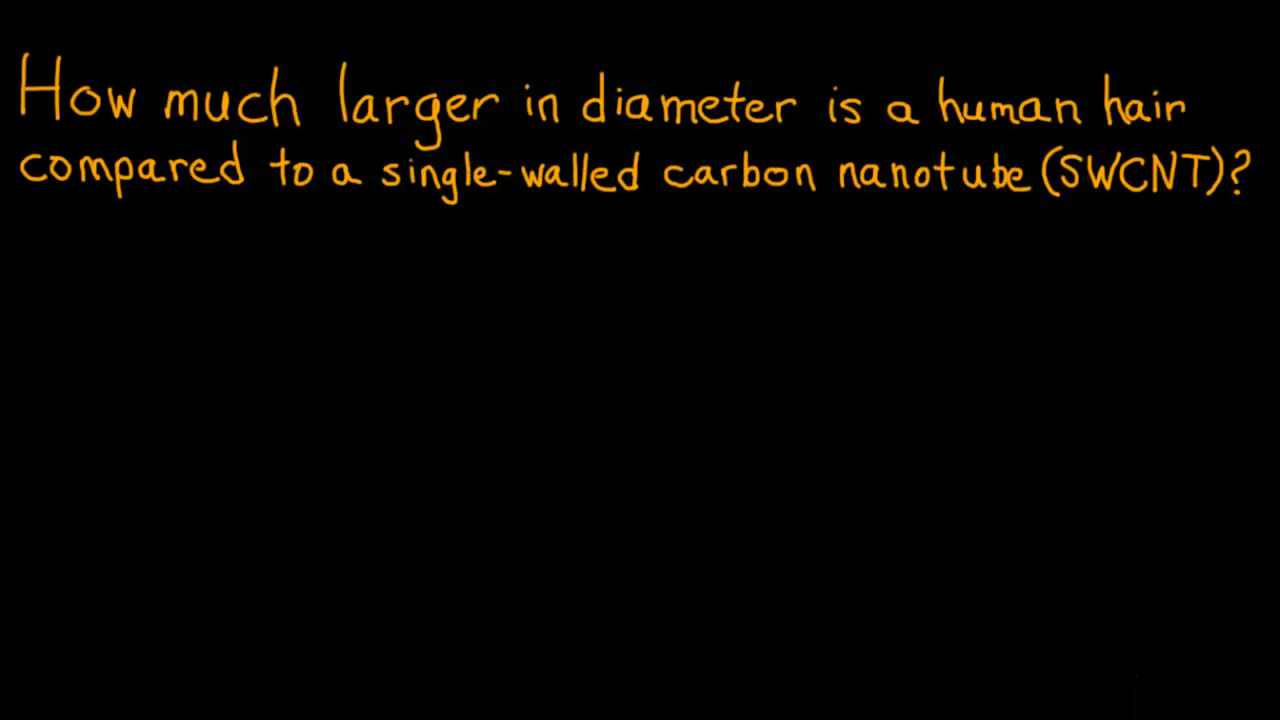 How much larger in diameter is a human hair
compared to a single-walled carbon nanotube (SWCNT)?